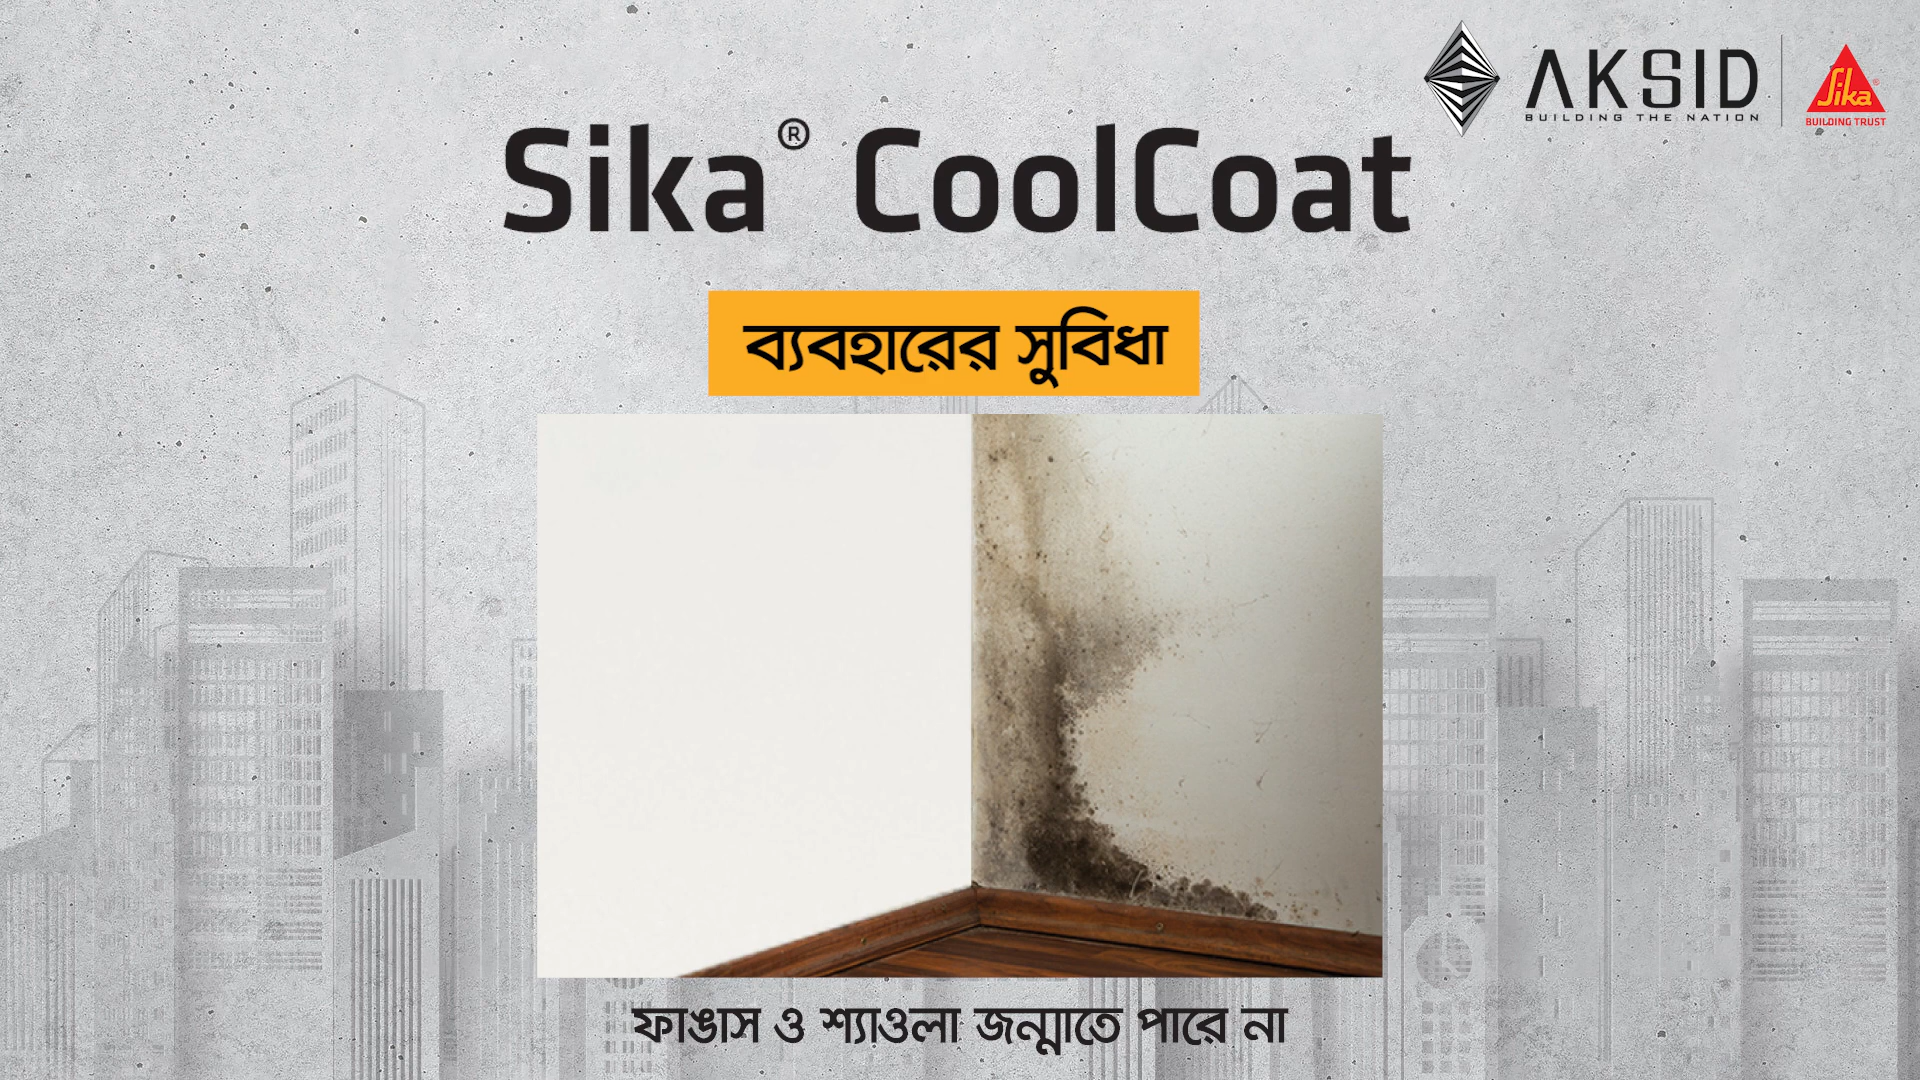 AKSID
BUILDING THE NATION
Sika®
BUILDING TRUST
Sika® CoolCoat
ব্যবহারের সুবিধা
ফাঙাস ও শ্যাওলা জন্মাতে পারে না